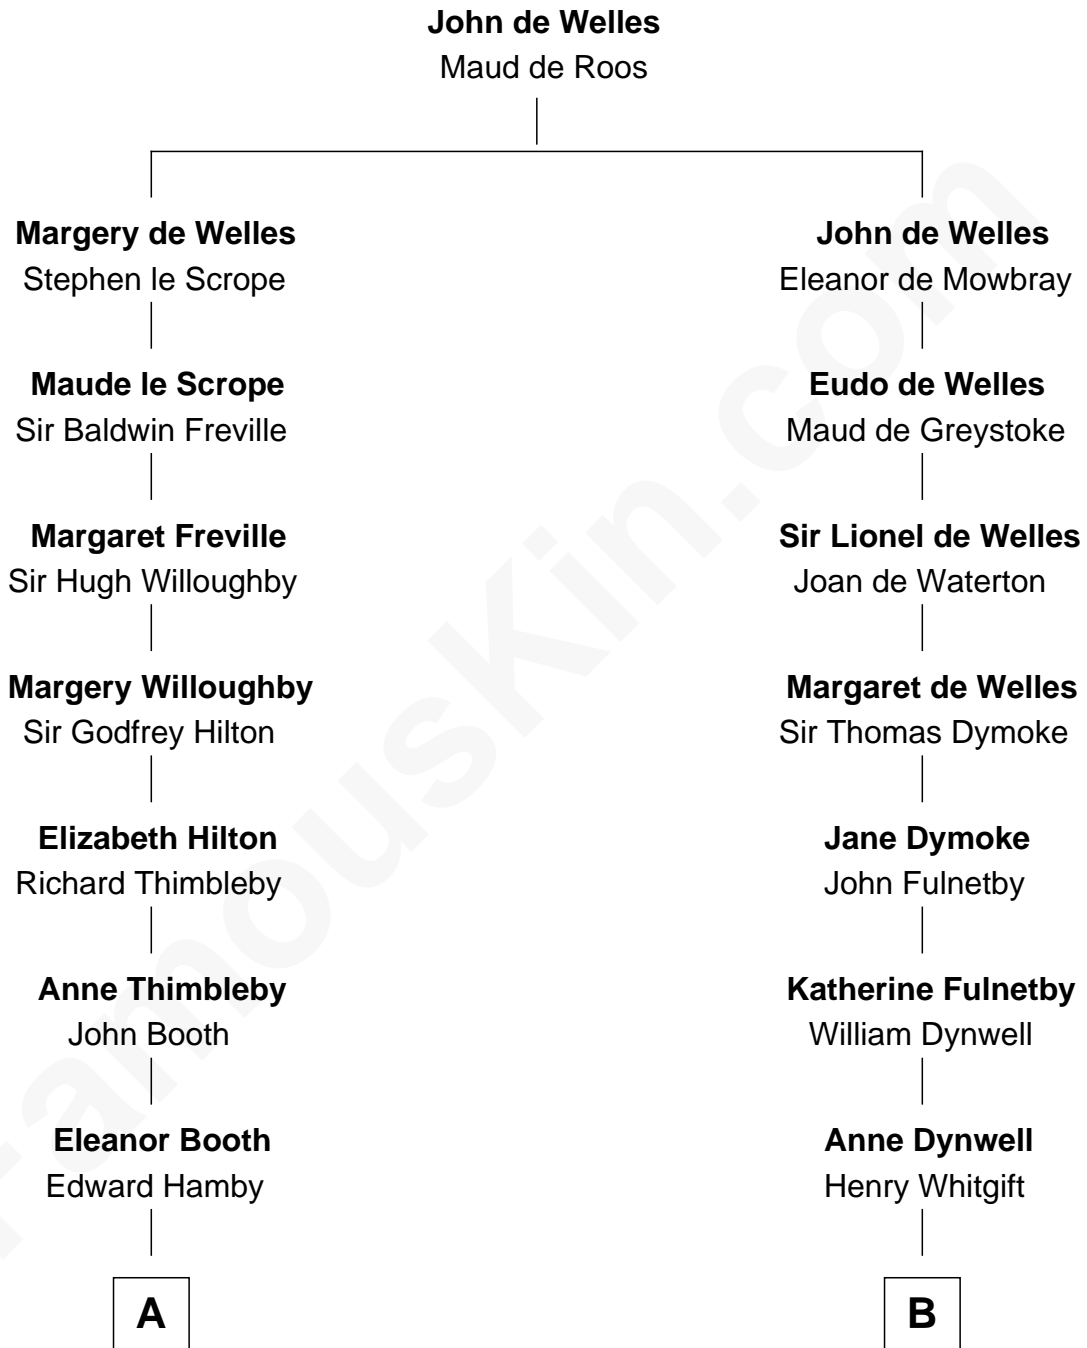 John de Welles
Maud de Roos
Margery de Welles
Stephen le Scrope
John de Welles
Eleanor de Mowbray
Maude le Scrope
Sir Baldwin Freville
Eudo de Welles
Maud de Greystoke
Margaret Freville
Sir Hugh Willoughby
Sir Lionel de Welles
Joan de Waterton
Margery Willoughby
Sir Godfrey Hilton
Margaret de Welles
Sir Thomas Dymoke
Elizabeth Hilton
Richard Thimbleby
Jane Dymoke
John Fulnetby
Anne Thimbleby
John Booth
Katherine Fulnetby
William Dynwell
Eleanor Booth
Edward Hamby
Anne Dynwell
Henry Whitgift
A
B
FamousKin.com